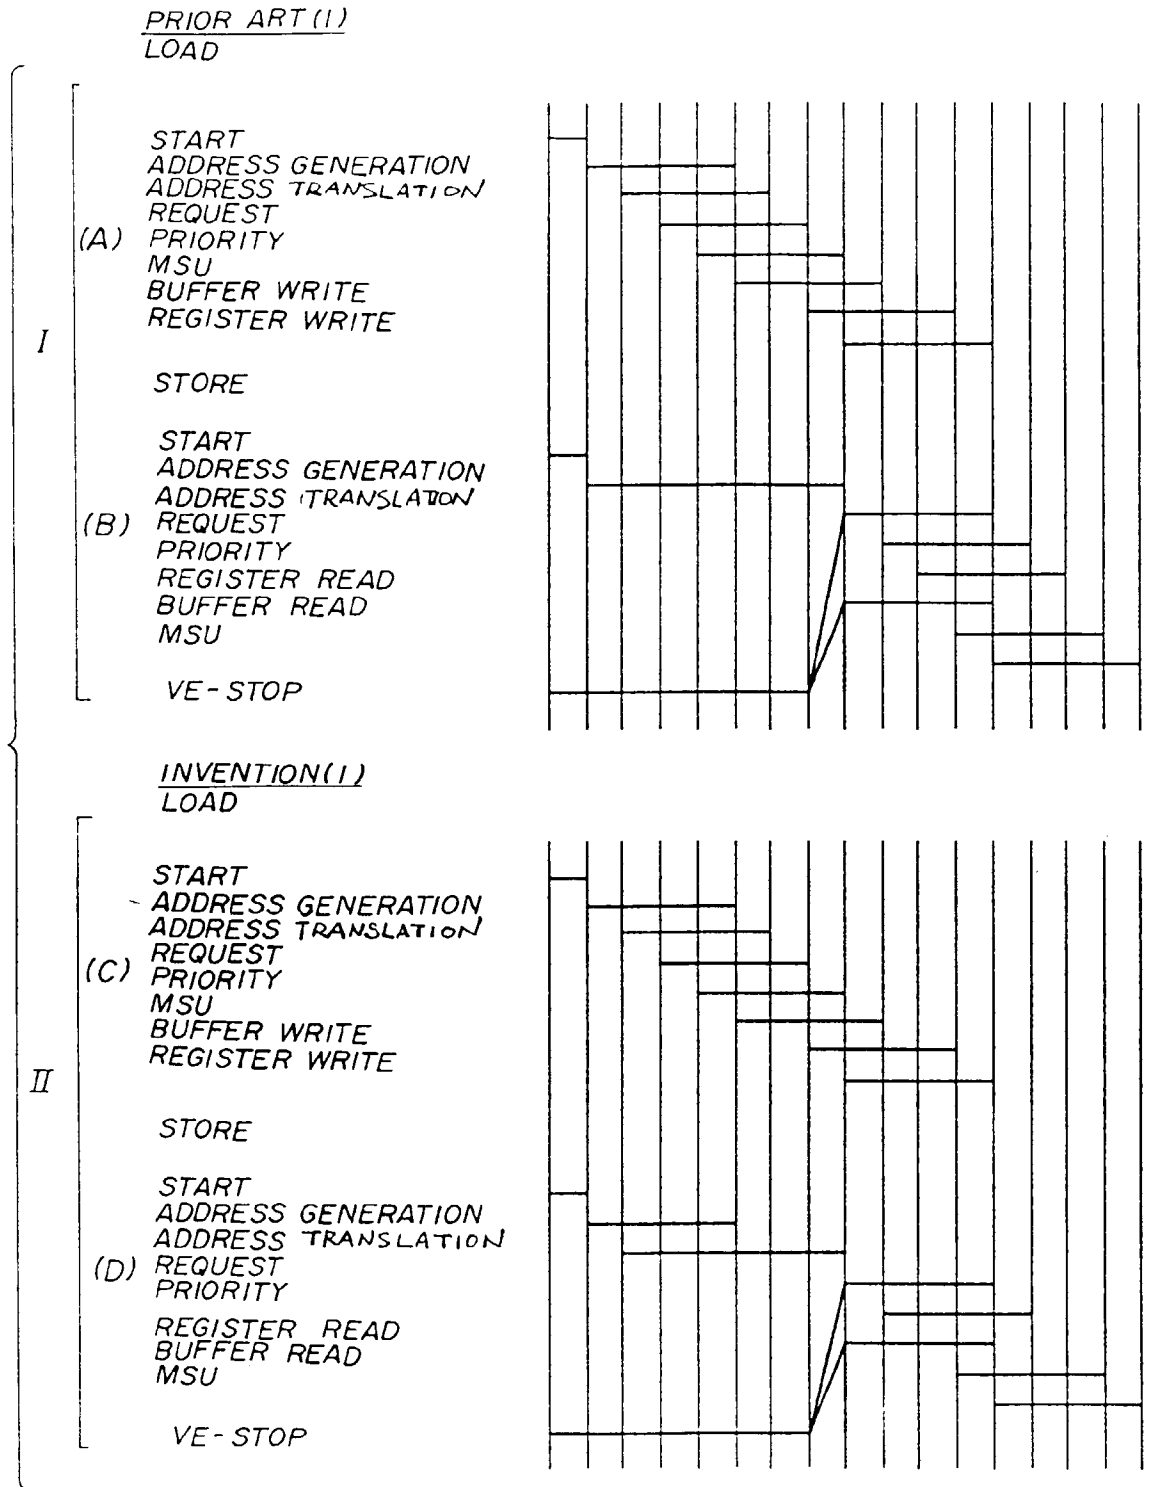 PRIOR ART (I)
LOAD
START
ADDRESS GENERATION
ADDRESS TRANSLATION
REQUEST
(A) PRIORITY
MSU
BUFFER WRITE
REGISTER WRITE
I
STORE
START
ADDRESS GENERATION
ADDRESS TRANSLATION
(B) REQUEST
PRIORITY
REGISTER READ
BUFFER READ
MSU
VE-STOP
INVENTION (I)
LOAD
START
ADDRESS GENERATION
ADDRESS TRANSLATION
REQUEST
(C) PRIORITY
MSU
BUFFER WRITE
REGISTER WRITE
II
STORE
START
ADDRESS GENERATION
ADDRESS TRANSLATION
(D) REQUEST
PRIORITY
REGISTER READ
BUFFER READ
MSU
VE-STOP